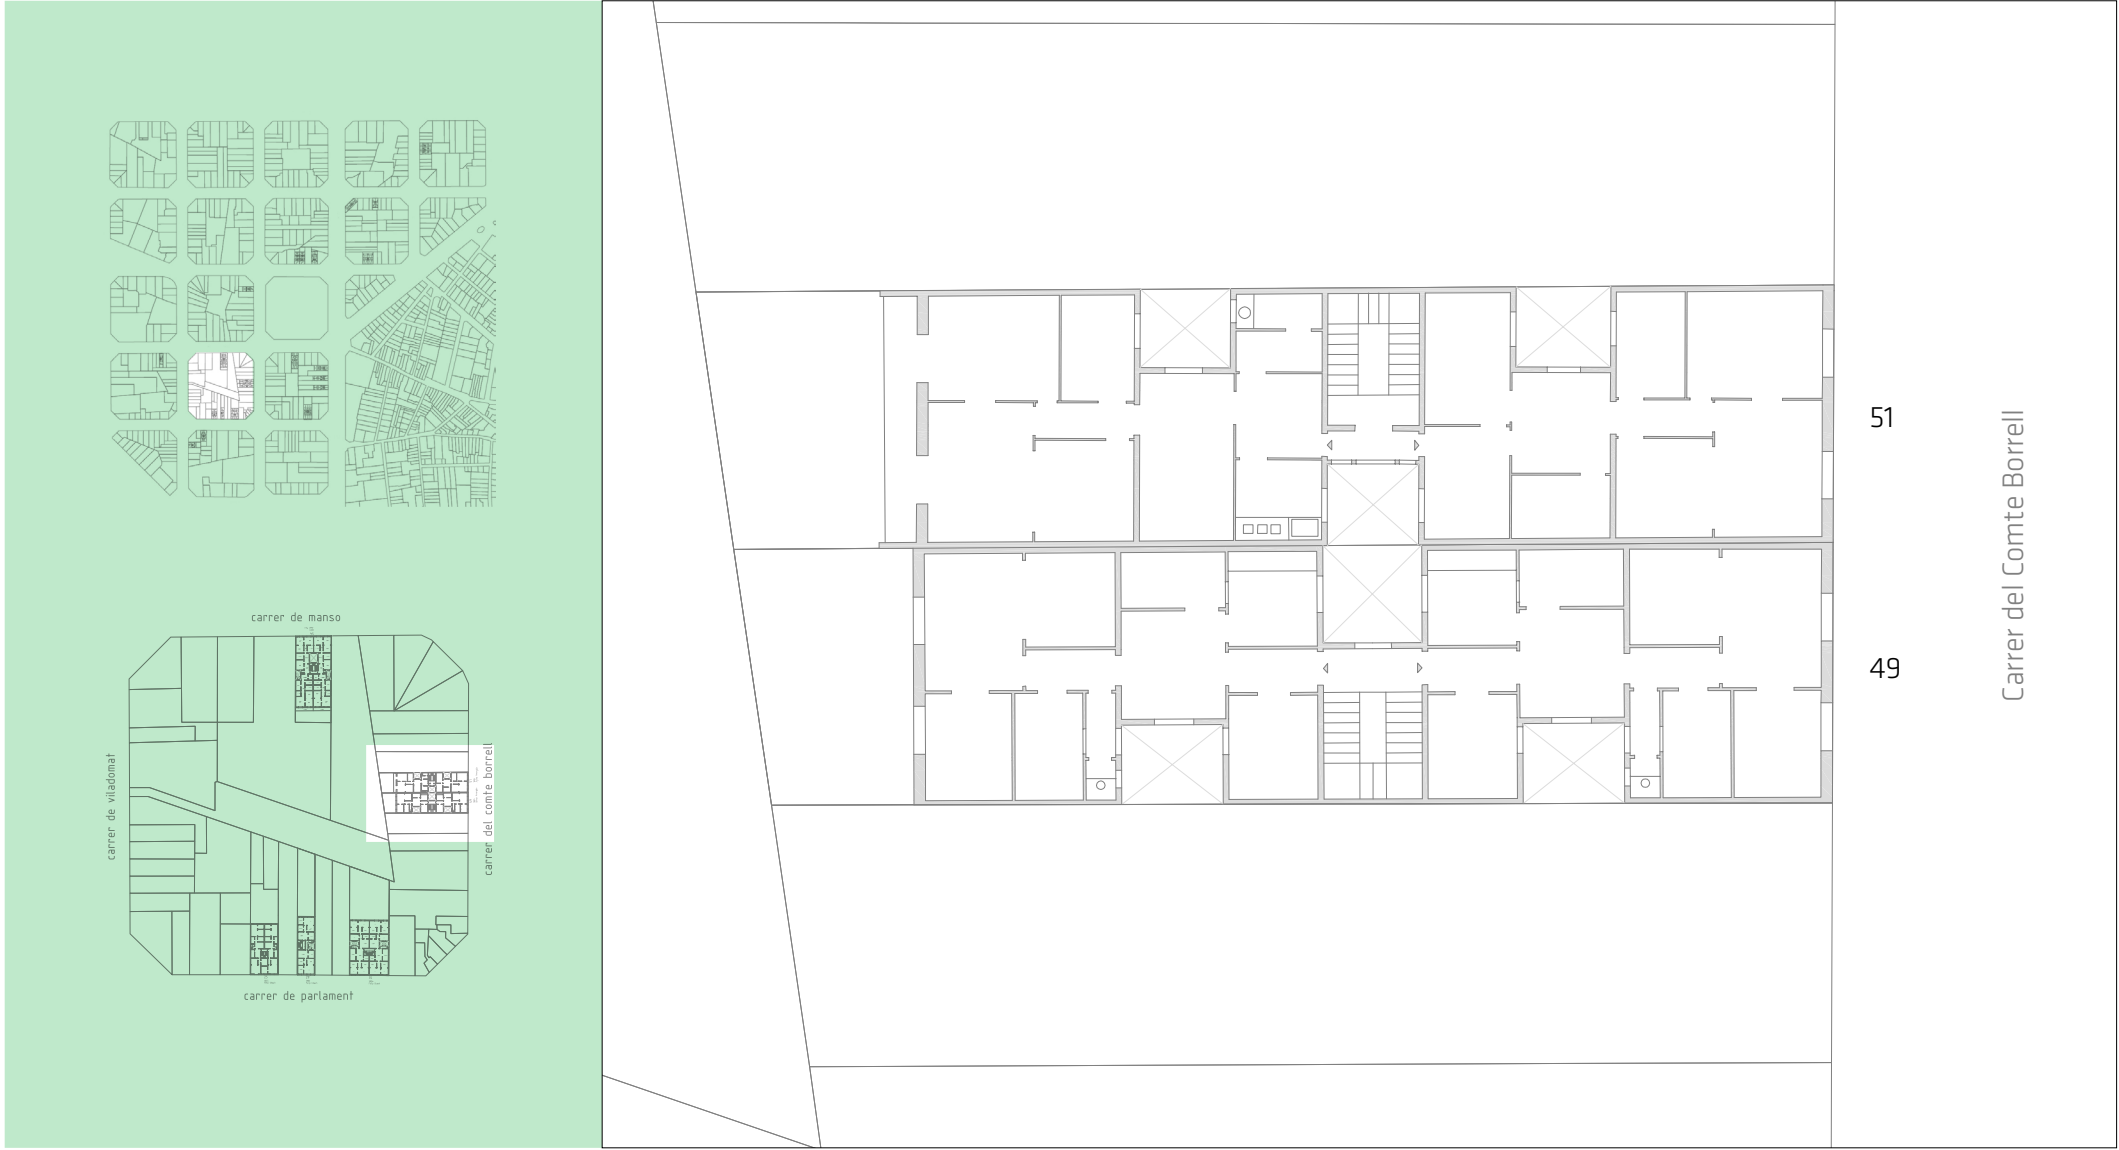 carrer de manso
carrer de viladomat
carrer del comte borrell
carrer de parlament
51
49
Carrer del Comte Borrell